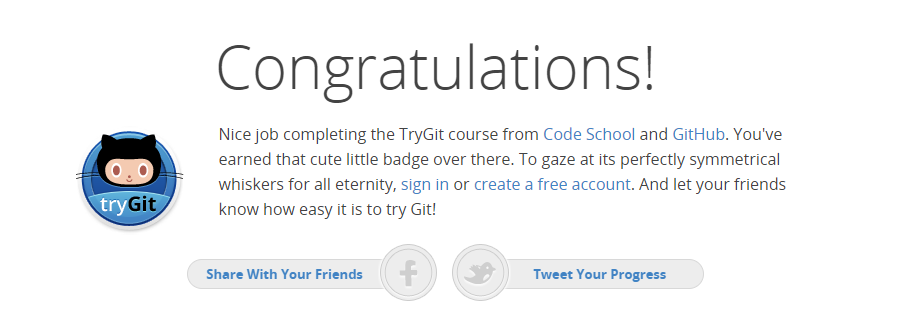 Congratulations!
Nice job completing the TryGit course from Code School and GitHub. You've
earned that cute little badge over there. To gaze at its perfectly symmetrical
whiskers for all eternity, sign in or create a free account. And let your friends
know how easy it is to try Git!
tryGit
Share With Your Friends
Tweet Your Progress